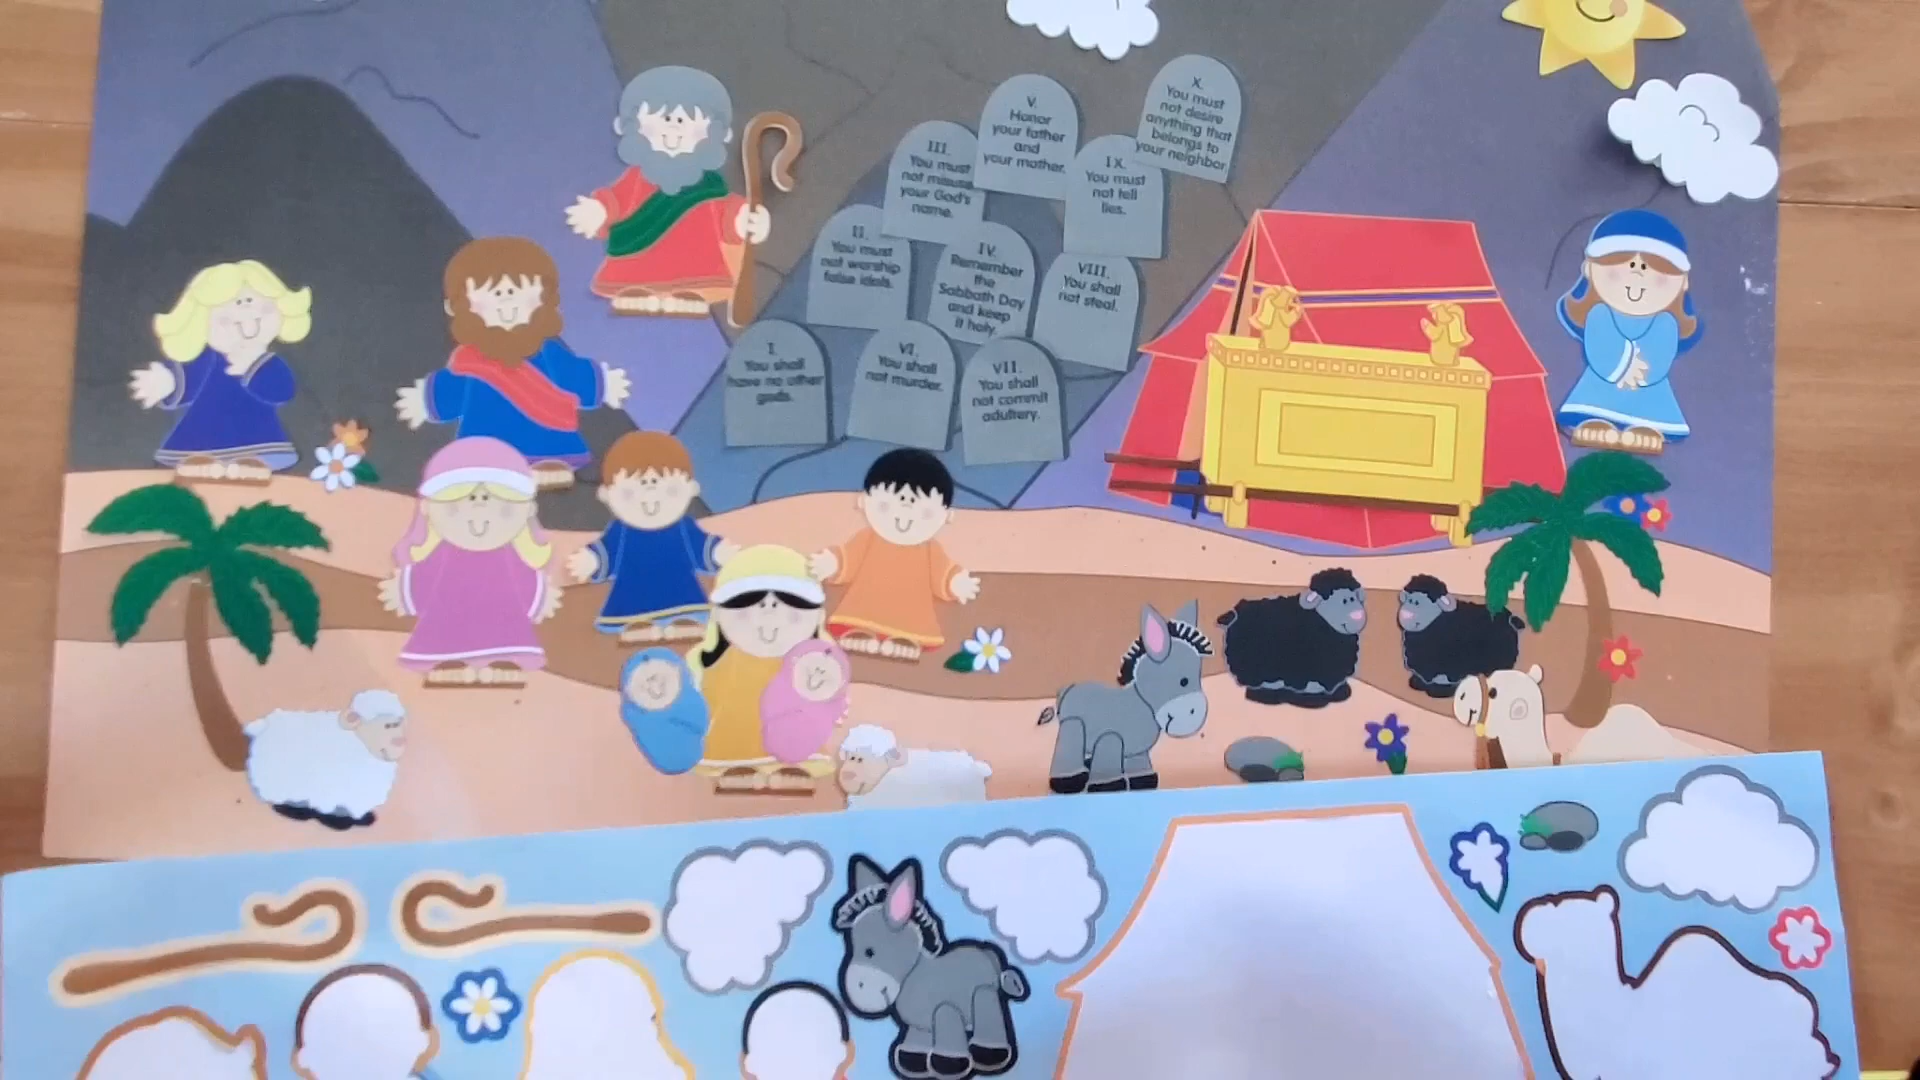 I.
You shall
have no other
gods.
II.
You must
not worship
false idols.
III.
You must
not misuse
your God's
name.
IV.
Remember
the
Sabbath Day
and keep
it holy.
V.
Honor
your father
and
your mother.
VI.
You shall
not murder.
VII.
You shall
not commit
adultery.
VIII.
You shall
not steal.
IX.
You must
not tell
lies.
X.
You must
not desire
anything that
belongs to
your neighbor